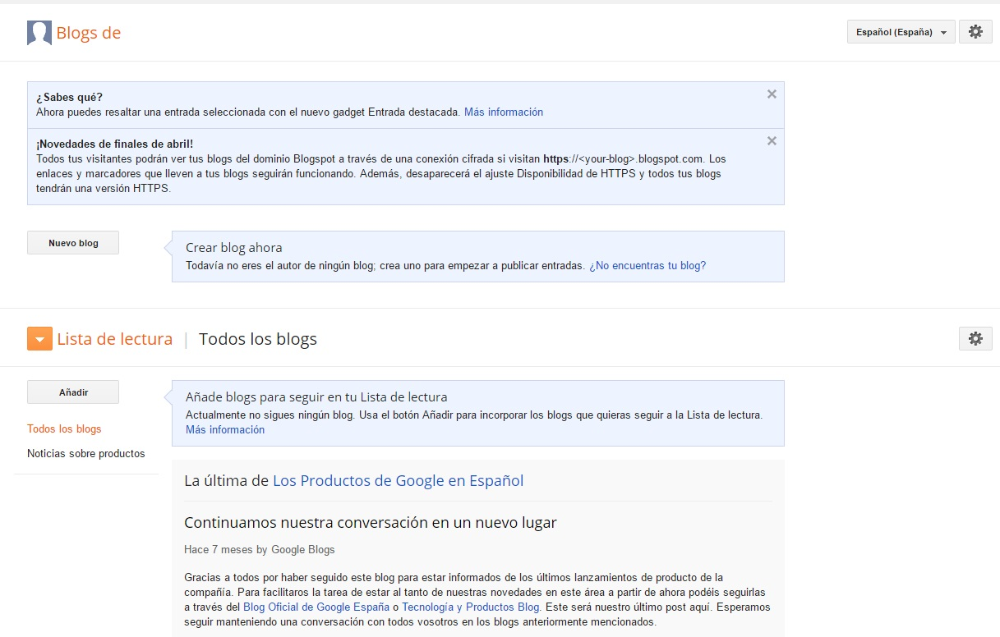 Blogs de
Español (España)
¿Sabes qué?
Ahora puedes resaltar una entrada seleccionada con el nuevo gadget Entrada destacada. Más información
¡Novedades de finales de abril!
Todos tus visitantes podrán ver tus blogs del dominio Blogspot a través de una conexión cifrada si visitan https://<your-blog>.blogspot.com. Los
enlaces y marcadores que lleven a tus blogs seguirán funcionando. Además, desaparecerá el ajuste Disponibilidad de HTTPS y todos tus blogs
tendrán una versión HTTPS.
Nuevo blog
Crear blog ahora
Todavía no eres el autor de ningún blog; crea uno para empezar a publicar entradas. ¿No encuentras tu blog?
Lista de lectura | Todos los blogs
Añadir
Añade blogs para seguir en tu Lista de lectura
Actualmente no sigues ningún blog. Usa el botón Añadir para incorporar los blogs que quieras seguir a la Lista de lectura.
Más información
Todos los blogs
Noticias sobre productos
La última de Los Productos de Google en Español
Continuamos nuestra conversación en un nuevo lugar
Hace 7 meses by Google Blogs
Gracias a todos por haber seguido este blog para estar informados de los últimos lanzamientos de producto de la
compañía. Para facilitaros la tarea de estar al tanto de nuestras novedades en este área a partir de ahora podéis seguirlas
a través del Blog Oficial de Google España o Tecnología y Productos Blog. Este será nuestro último post aquí. Esperamos
seguir manteniendo una conversación con todos vosotros en los blogs anteriormente mencionados.